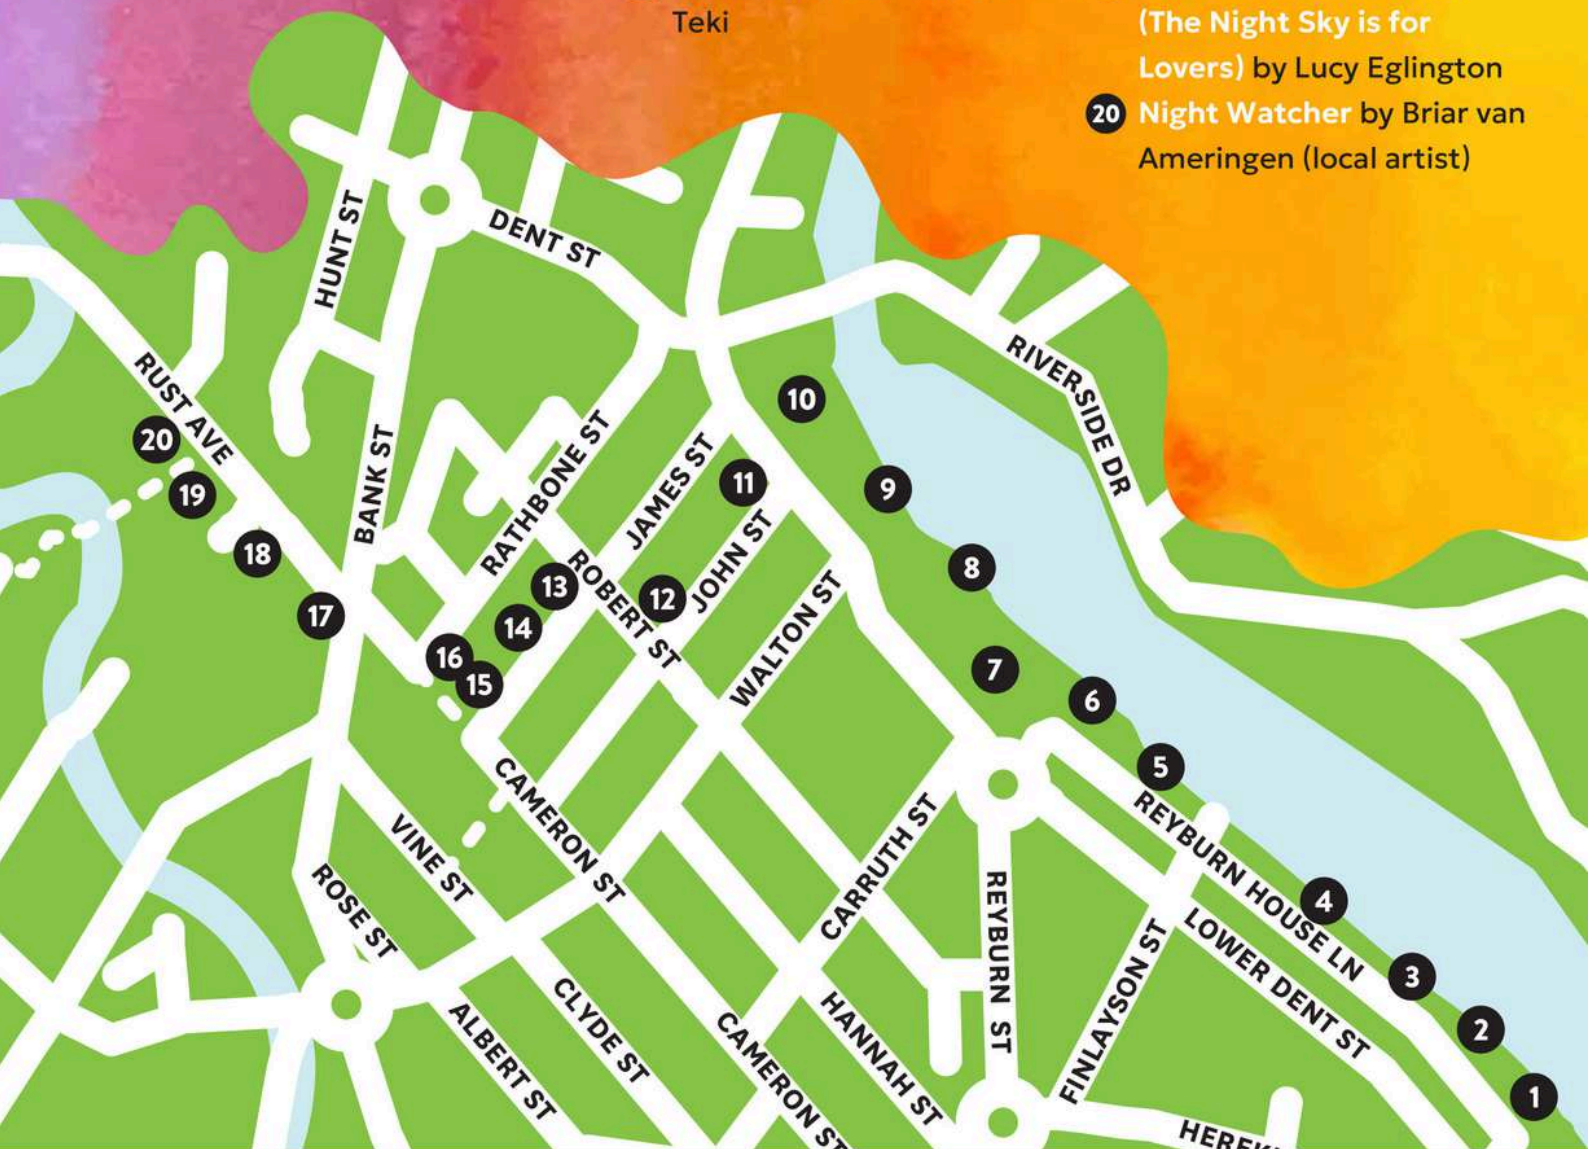 Teki
(The Night Sky is for
Lovers) by Lucy Eglington
20 Night Watcher by Briar van
Ameringen (local artist)
HUNT ST
DENT ST
RUST AVE
BANK ST
RATHBONE ST
JAMES ST
JOHN ST
ROBERT ST
WALTON ST
RIVERSIDE DR
10
20
11
9
19
18
8
13
12
17
14
16
15
7
6
5
CAMERON ST
VINE ST
ROSE ST
CARRUTH ST
REYBURN HOUSE LN
4
REYBURN ST
LOWER DENT ST
3
FINLAYSON ST
ALBERT ST
CLYDE ST
CAMERON ST
HANNAH ST
2
1